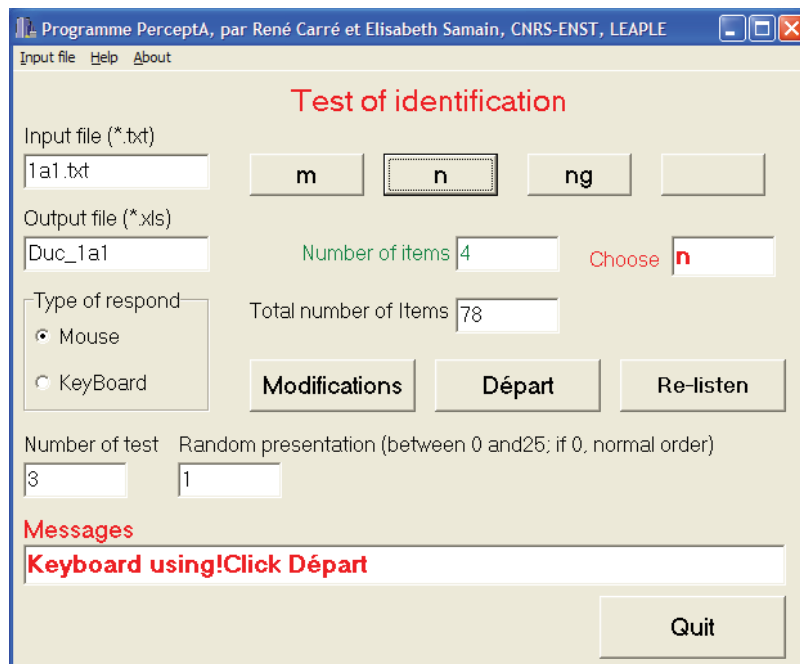 Programme PerceptA, par René Carré et Elisabeth Samain, CNRS-ENST, LEAPLE
Input file Help About
Test of identification
Input file (*.txt)
1a1.txt
m n ng
Output file (*.xls)
Duc_1a1
Number of items 4
Choose n
Type of respond
Mouse
KeyBoard
Total number of Items 78
Modifications Départ Re-listen
Number of test Random presentation (between 0 and25; if 0, normal order)
3 1
Messages
Keyboard using!Click Départ
Quit